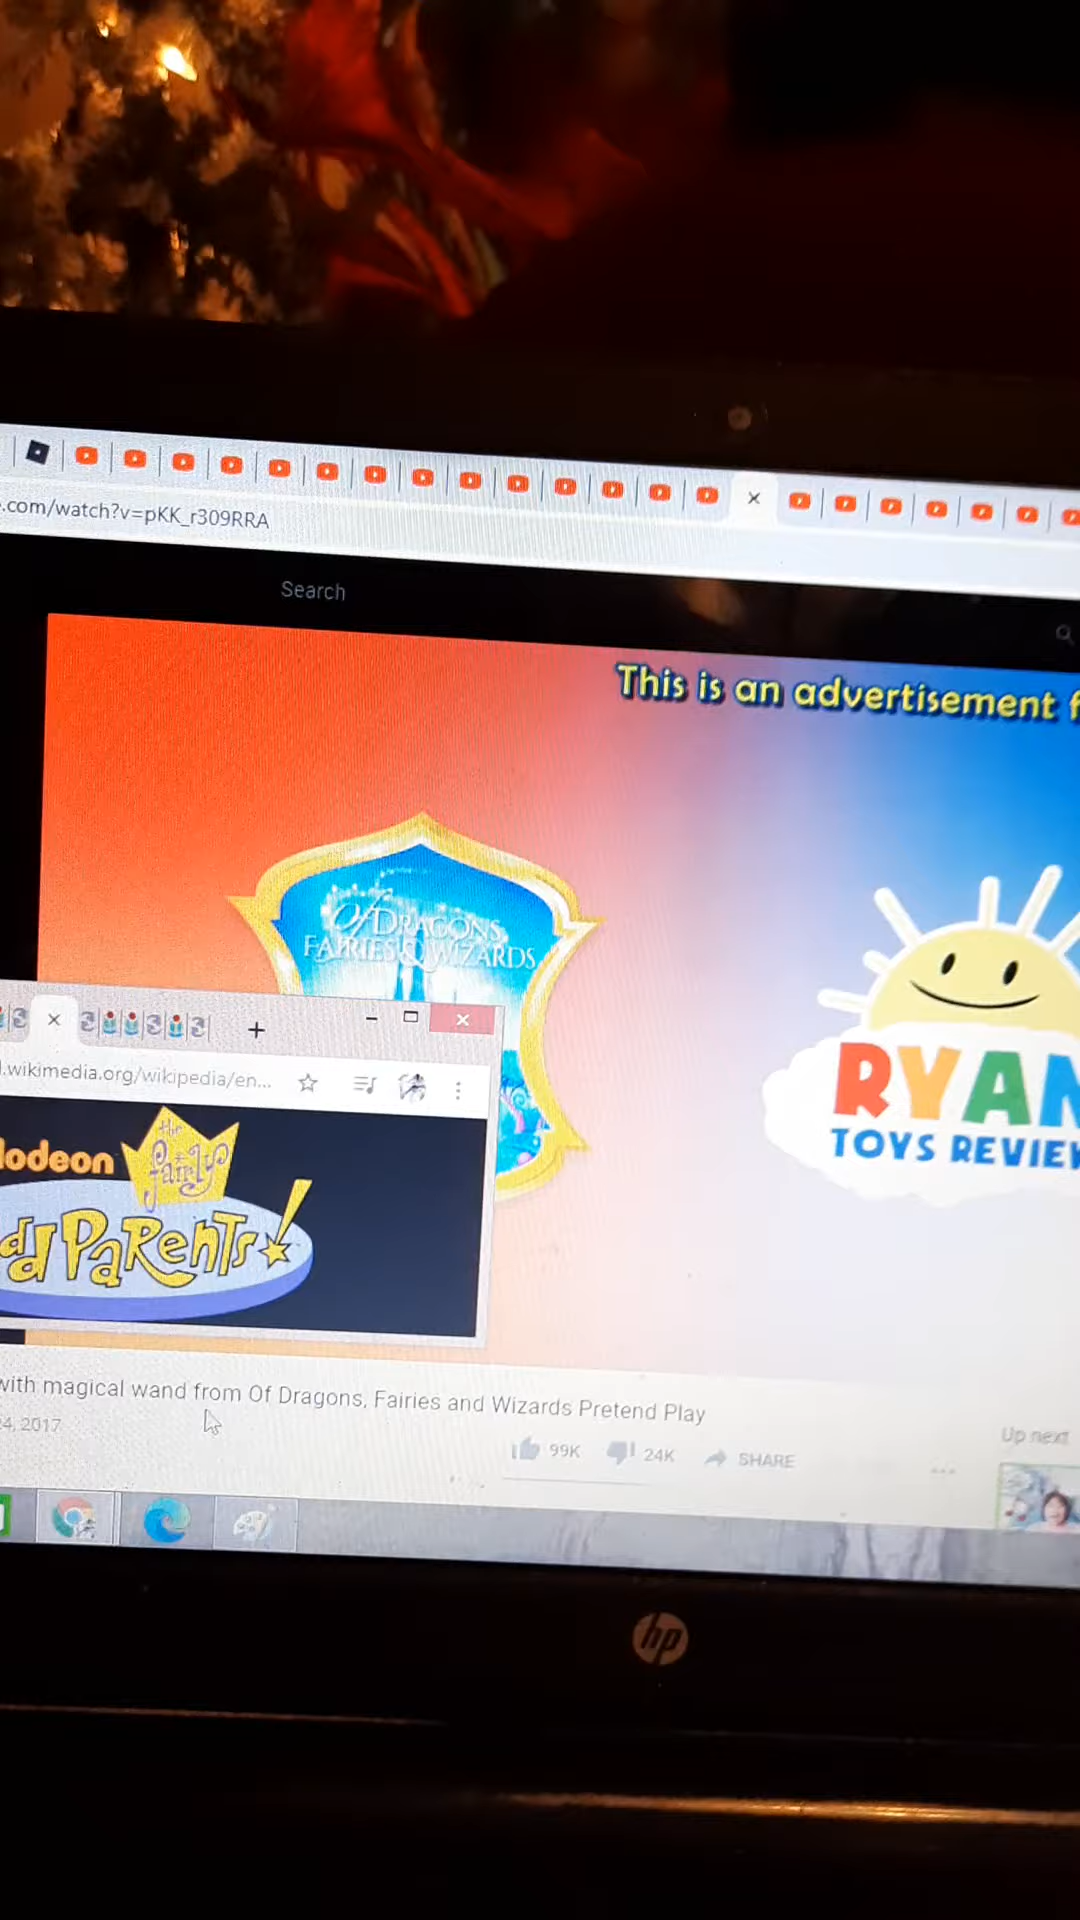 .com/watch?v=pKK_r309RRA
Search
This is an advertisement f
Of DRAGONS,
FAIRIES & WIZARDS
RYAN
TOYS REVIEW
.wikimedia.org/wikipedia/en...
lodeon
the
Fairly
dd PaRenTs!
with magical wand from Of Dragons, Fairies and Wizards Pretend Play
24, 2017
99K
24K
SHARE
Up next
hp